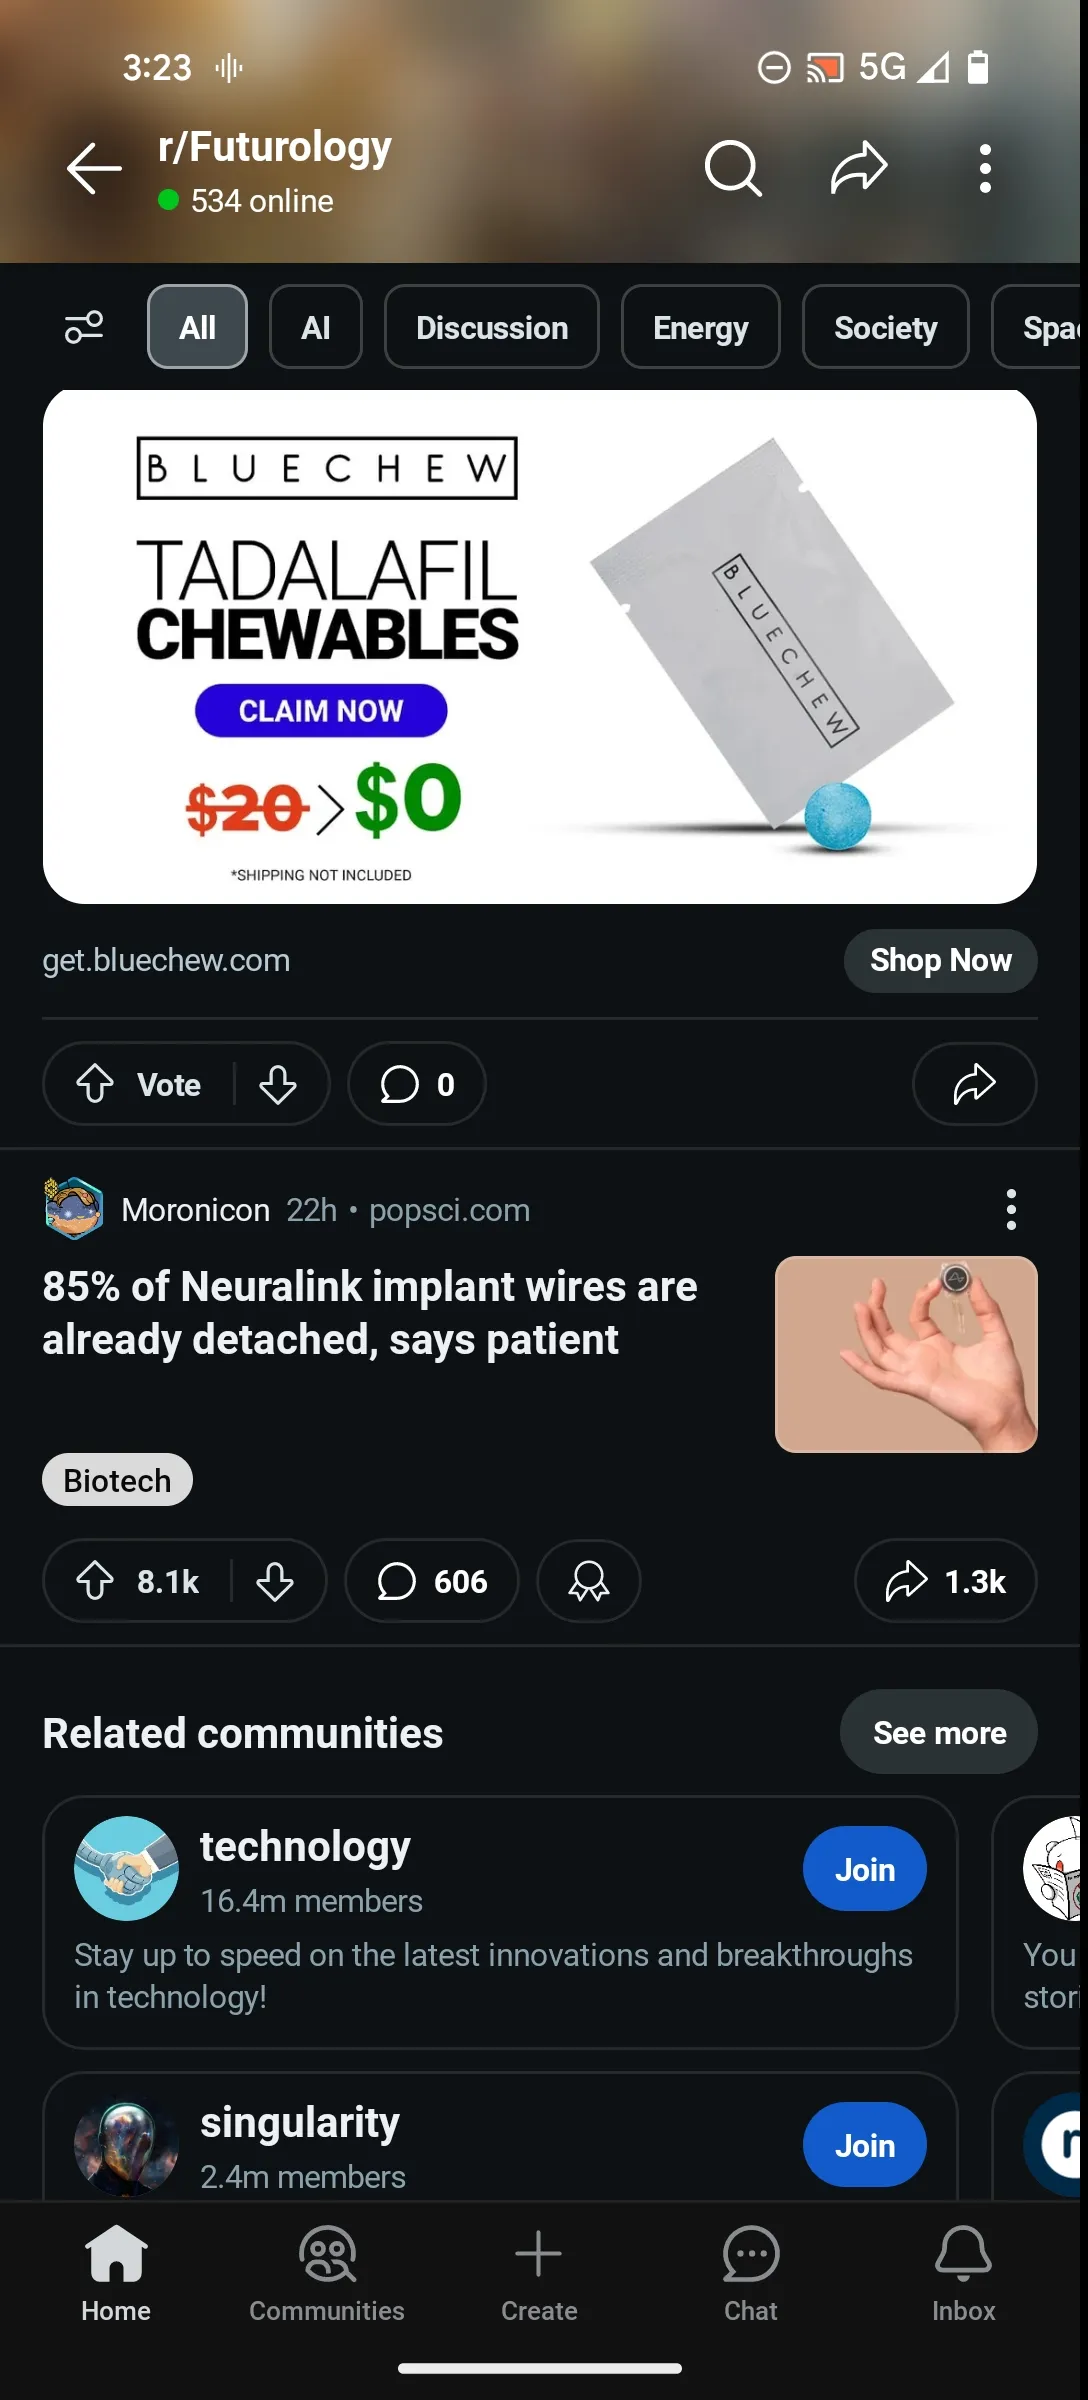 3:23
5G
r/Futurology
534 online
All
AI
Discussion
Energy
Society
BLUECHEW
TADALAFIL
CHEWABLES
CLAIM NOW
$20 > $0
*SHIPPING NOT INCLUDED
BLUECHEW
get.bluechew.com
Shop Now
Vote
0
Moronicon 22h • popsci.com
85% of Neuralink implant wires are
already detached, says patient
Biotech
8.1k
606
1.3k
Related communities
See more
technology
16.4m members
Join
Stay up to speed on the latest innovations and breakthroughs
in technology!
You
singularity
2.4m members
Join
Home
Communities
Create
Chat
Inbox